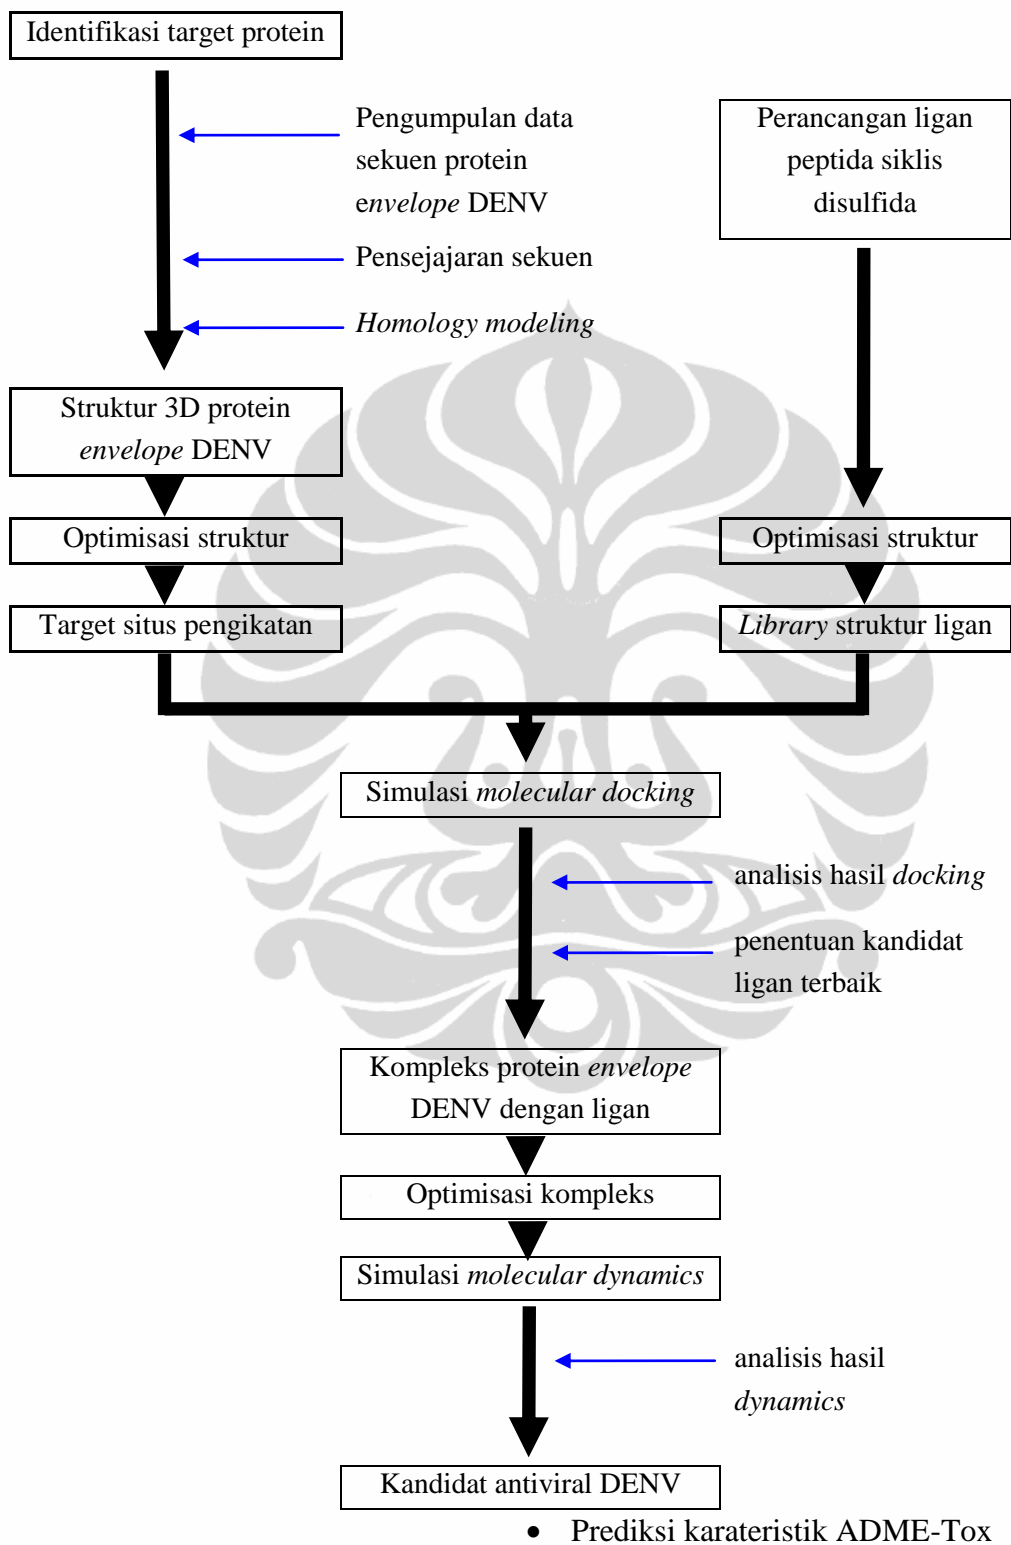 Identifikasi target protein
Pengumpulan data
sekuen protein
envelope DENV
Perancangan ligan
peptida siklis
disulfida
Pensejajaran sekuen
Homology modeling
Struktur 3D protein
envelope DENV
Optimisasi struktur
Optimisasi struktur
Target situs pengikatan
Library struktur ligan
Simulasi molecular docking
analisis hasil docking
penentuan kandidat
ligan terbaik
Kompleks protein envelope
DENV dengan ligan
Optimisasi kompleks
Simulasi molecular dynamics
analisis hasil
dynamics
Kandidat antiviral DENV
• Prediksi karateristik ADME-Tox